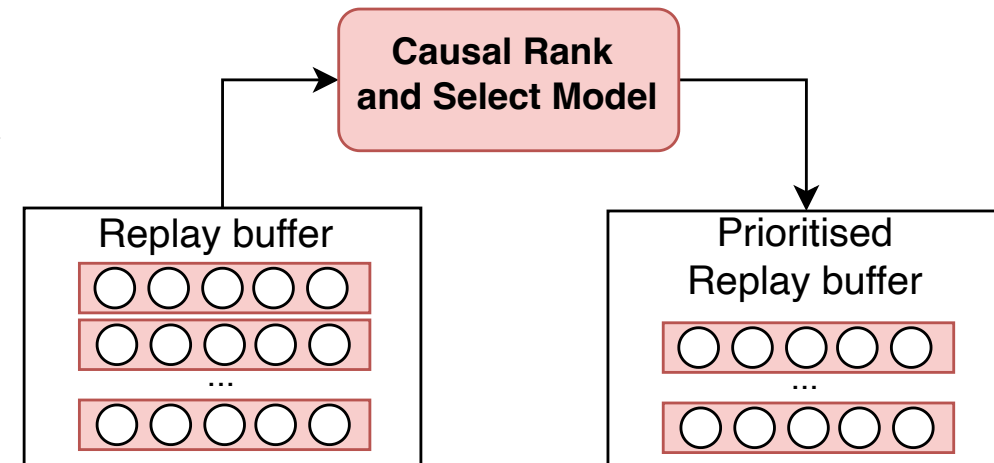 Causal Rank
and Select Model
Replay buffer
...
Prioritised
Replay buffer
...